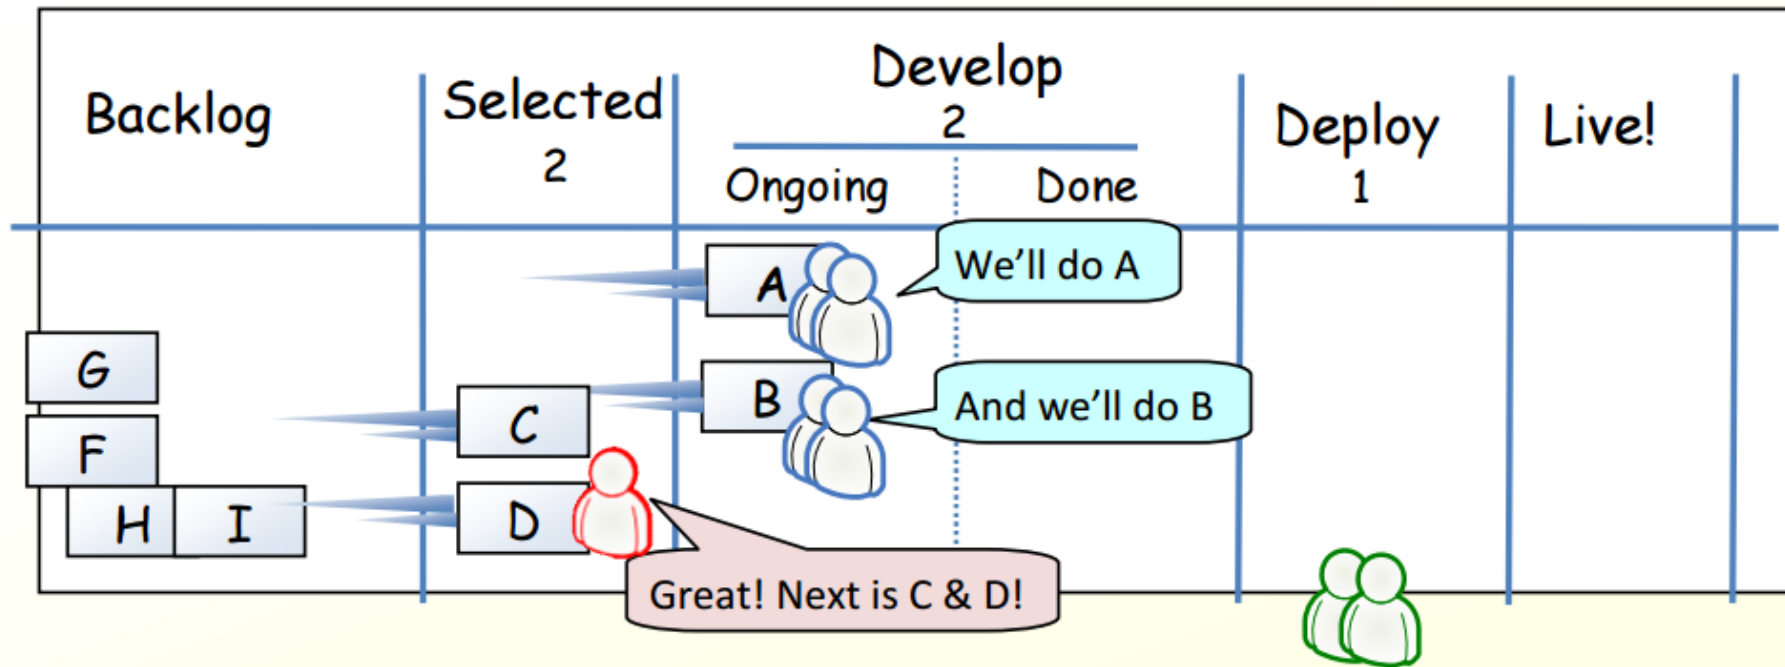 Backlog
Selected
2
Develop
2
Ongoing
Done
Deploy
1
Live!
A
We'll do A
G
F
H
I
C
D
B
And we'll do B
Great! Next is C & D!